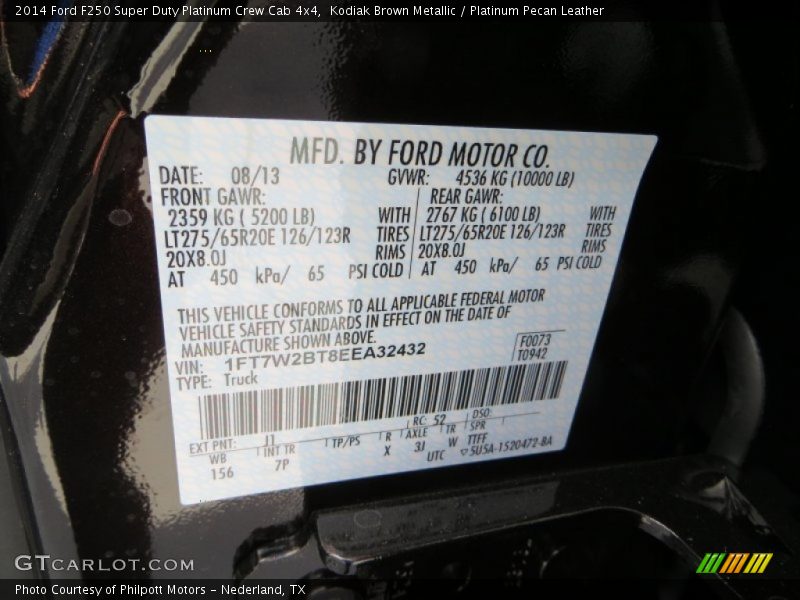 2014 Ford F250 Super Duty Platinum Crew Cab 4x4, Kodiak Brown Metallic / Platinum Pecan Leather
MFD. BY FORD MOTOR CO.
DATE: 08/13 GVWR: 4536 KG (10000 LB)
FRONT GAWR: REAR GAWR:
2359 KG ( 5200 LB) WITH 2767 KG ( 6100 LB) WITH
LT275/65R20E 126/123R TIRES LT275/65R20E 126/123R TIRES
20X8.0J RIMS 20X8.0J RIMS
AT 450 kPa/ 65 PSI COLD AT 450 kPa/ 65 PSI COLD
THIS VEHICLE CONFORMS TO ALL APPLICABLE FEDERAL MOTOR
VEHICLE SAFETY STANDARDS IN EFFECT ON THE DATE OF
MANUFACTURE SHOWN ABOVE.
VIN: 1FT7W2BT8EEA32432 F0073
TYPE: Truck T0942
RC: 52 DSO:
EXT PNT: J1 R AXLE TR SPR
WB INT TR TP/PS X 3J W TTFF
156 7P UTC 5U5A-1520472-BA
GTCARLOT.COM
Photo Courtesy of Philpott Motors - Nederland, TX